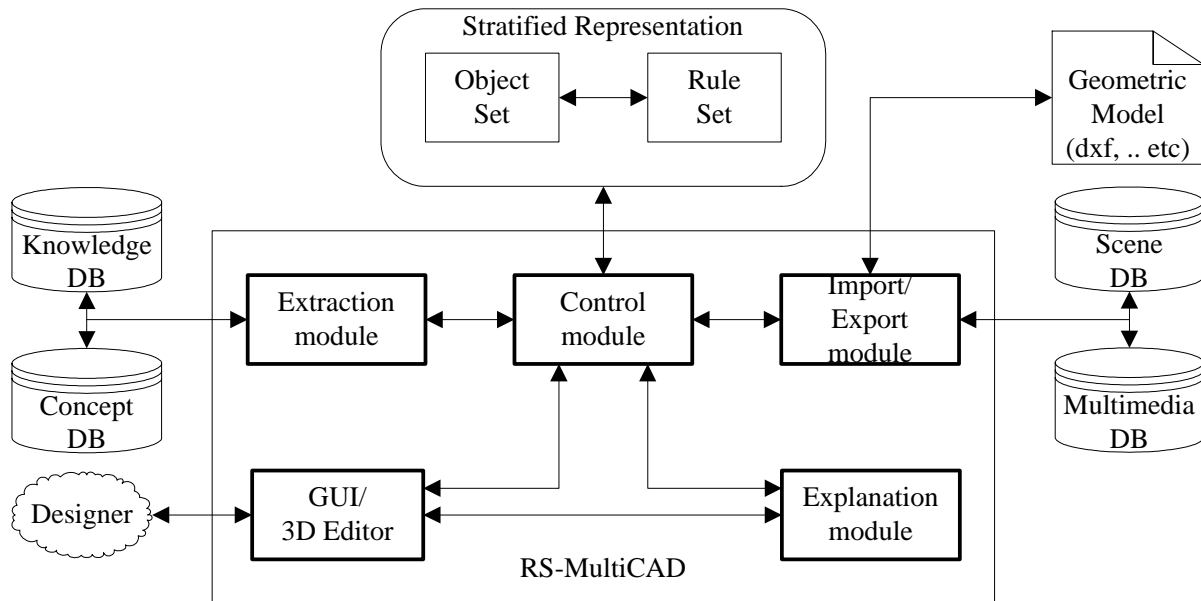 Stratified Representation
Object
Set
Rule
Set
Geometric
Model
(dxf, .. etc)
Knowledge
DB
Scene
DB
Extraction
module
Control
module
Import/
Export
module
Concept
DB
Multimedia
DB
Designer
GUI/
3D Editor
Explanation
module
RS-MultiCAD